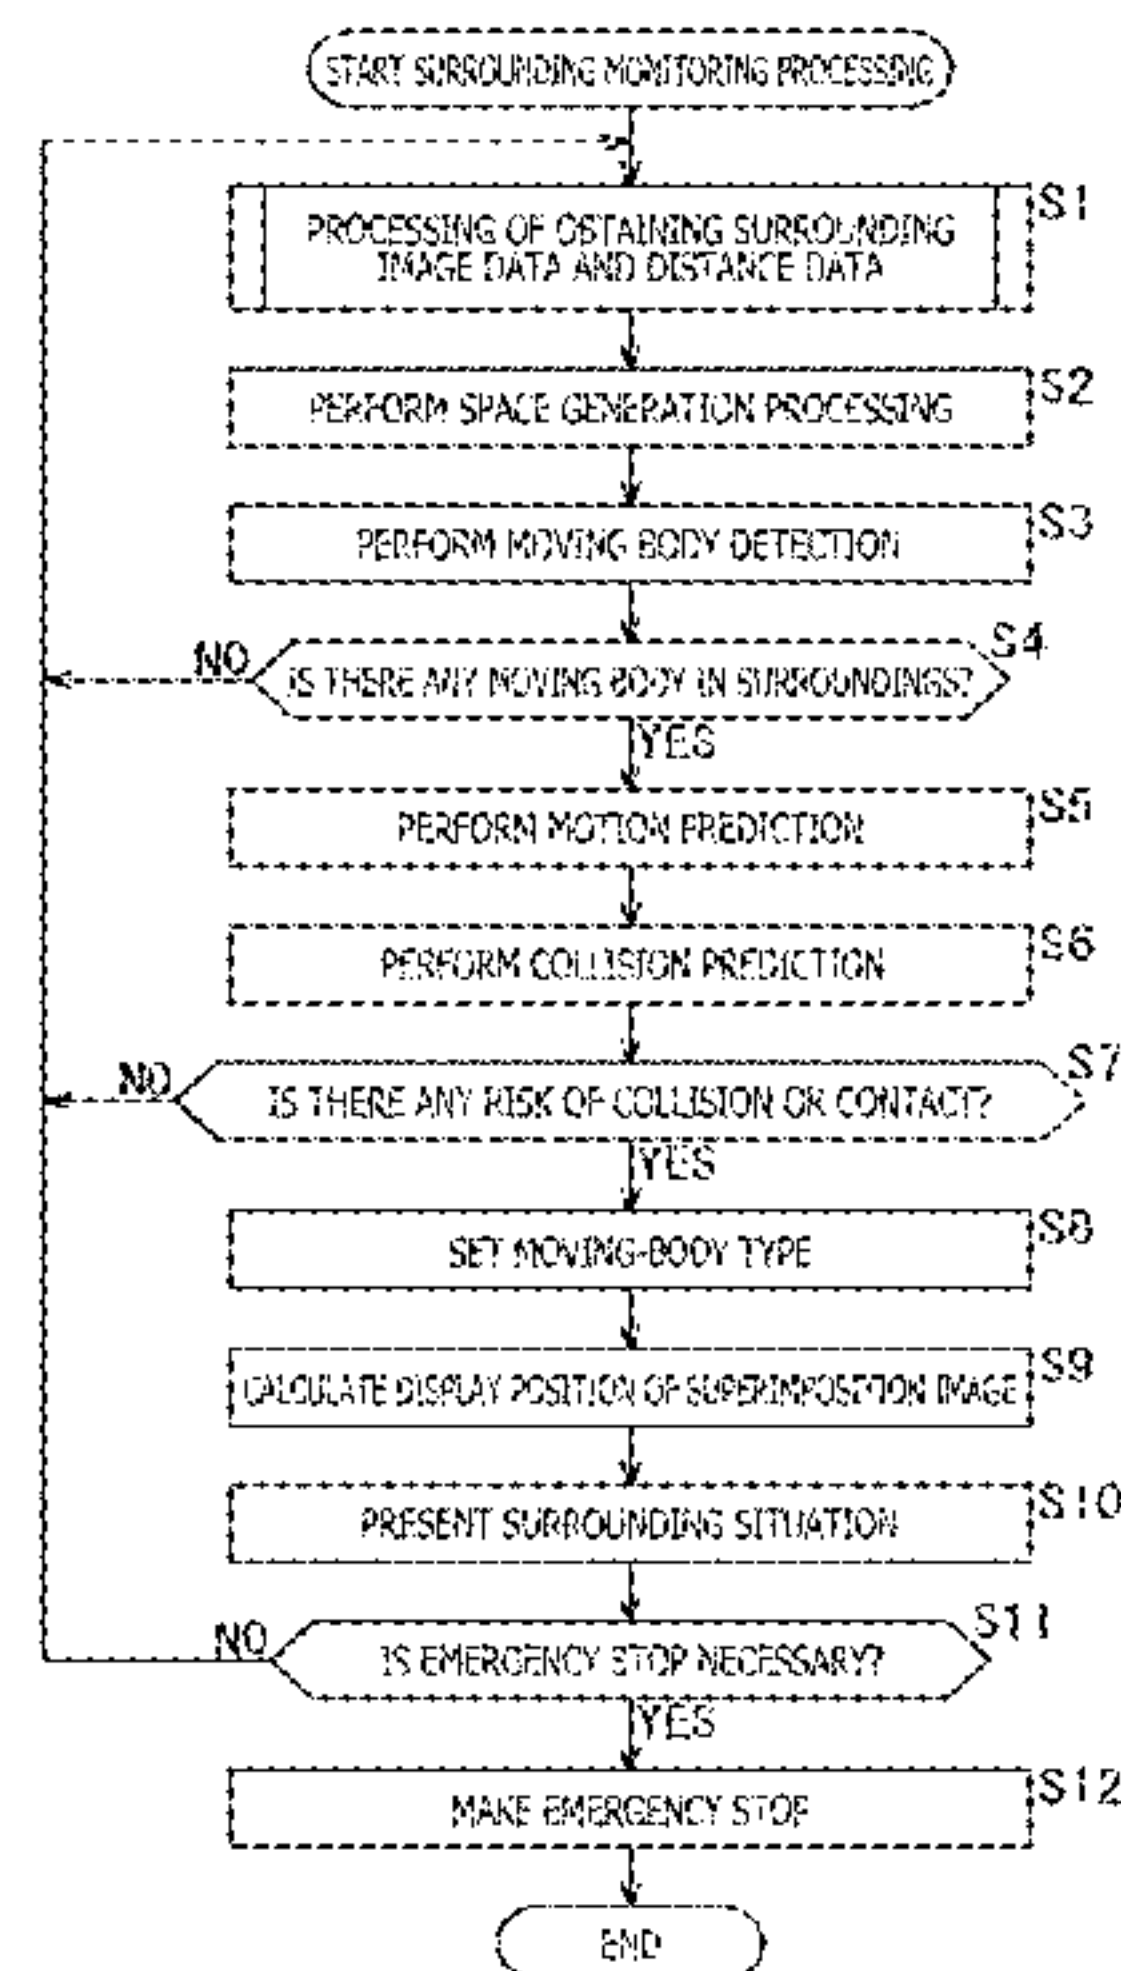 START SURROUNDING MONITORING PROCESSING
S1
PROCESSING OF OBTAINING SURROUNDING
IMAGE DATA AND DISTANCE DATA
S2
PERFORM SPACE GENERATION PROCESSING
S3
PERFORM MOVING BODY DETECTION
S4
NO
IS THERE ANY MOVING BODY IN SURROUNDINGS?
YES
S5
PERFORM MOTION PREDICTION
S6
PERFORM COLLISION PREDICTION
S7
NO
IS THERE ANY RISK OF COLLISION OR CONTACT?
YES
S8
SET MOVING-BODY TYPE
S9
CALCULATE DISPLAY POSITION OF SUPERIMPOSITION IMAGE
S10
PRESENT SURROUNDING SITUATION
S11
NO
IS EMERGENCY STOP NECESSARY?
YES
S12
MAKE EMERGENCY STOP
END